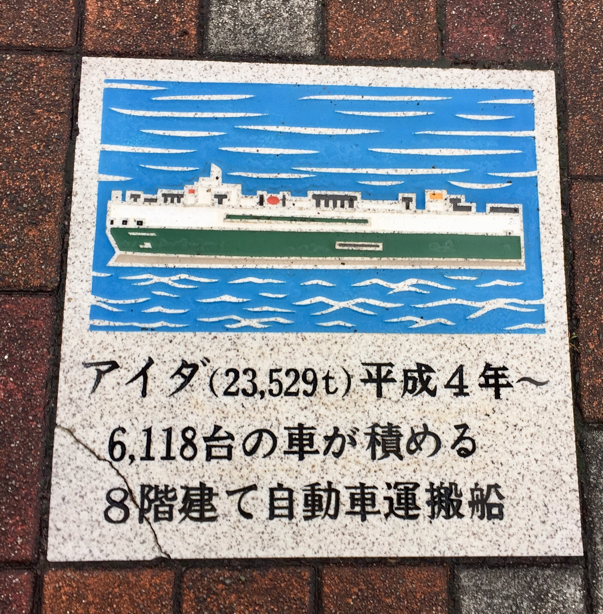 アイダ(23,529t)平成4年～
6,118台の車が積める
8階建て自動車運搬船